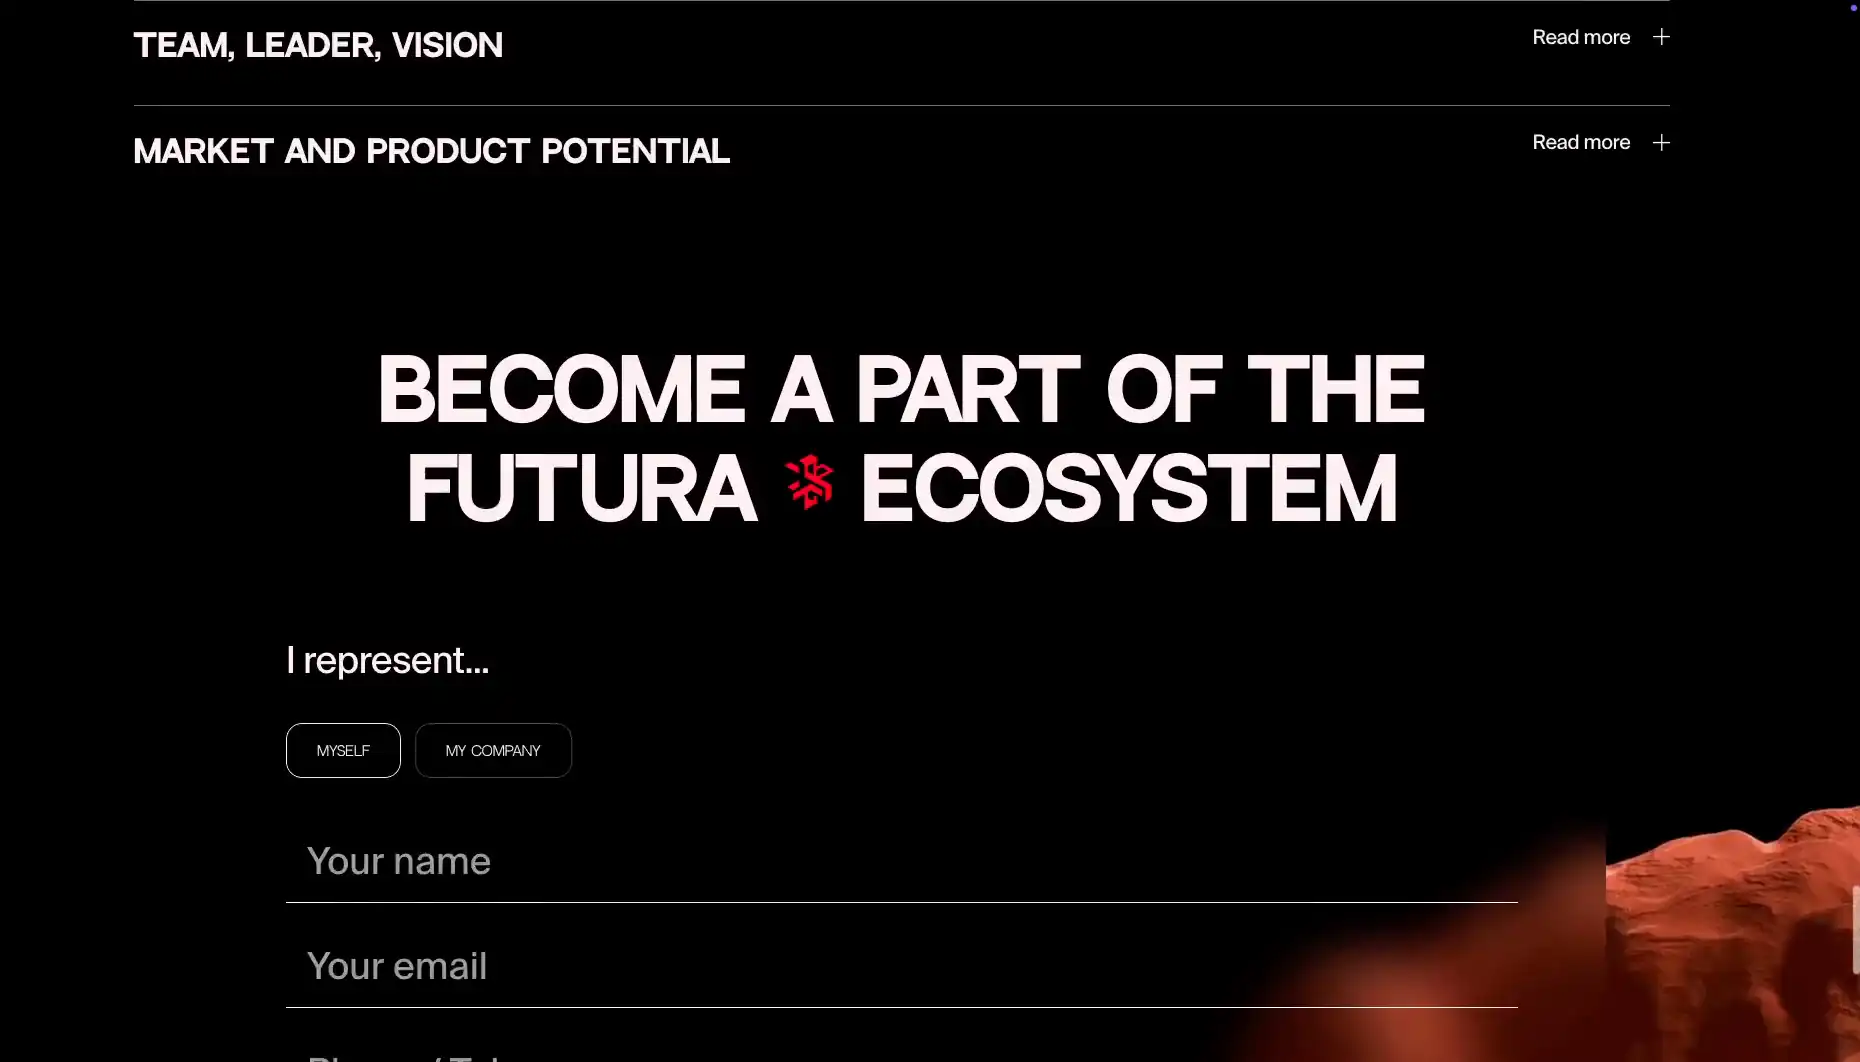 TEAM, LEADER, VISION
Read more
MARKET AND PRODUCT POTENTIAL
Read more
BECOME A PART OF THE
FUTURA ECOSYSTEM
I represent...
MYSELF
MY COMPANY
Your name
Your email